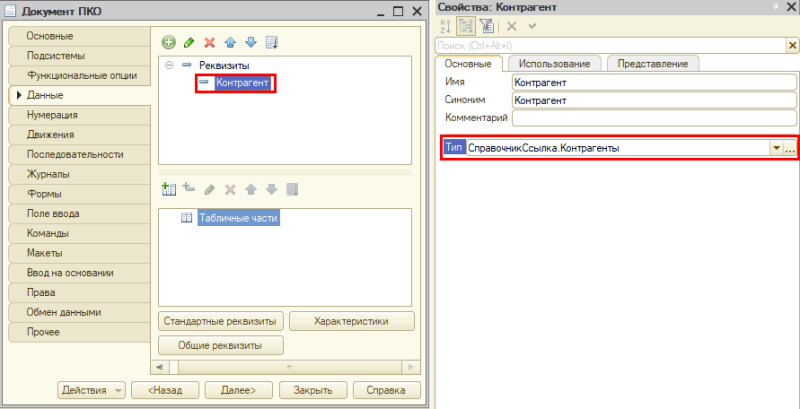 Документ ПКО
Основные
Подсистемы
Функциональные опции
Данные
Нумерация
Движения
Последовательности
Журналы
Формы
Поле ввода
Команды
Макеты
Ввод на основании
Права
Обмен данными
Прочее
Реквизиты
Контрагент
Табличные части
Стандартные реквизиты
Характеристики
Общие реквизиты
Действия
<Назад
Далее>
Закрыть
Справка
Свойства: Контрагент
Поиск (Ctrl+Alt+I)
Основные
Использование
Представление
Имя
Контрагент
Синоним
Контрагент
Комментарий
Тип
СправочникСсылка.Контрагенты